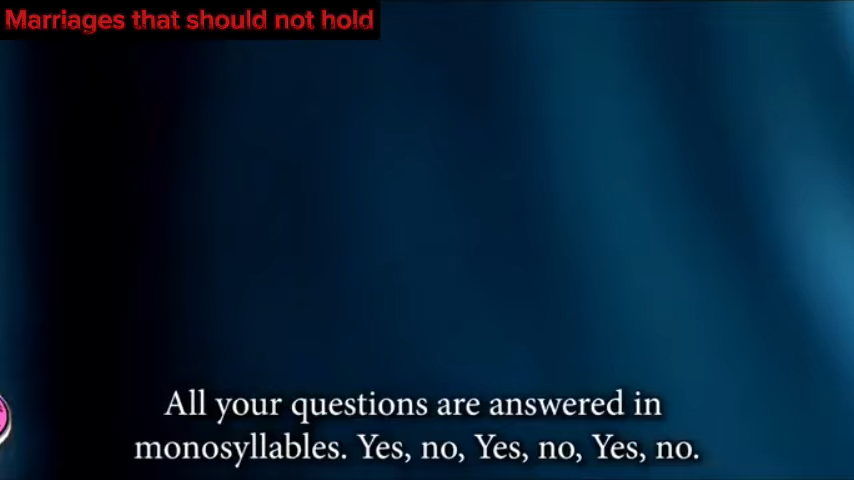 Marriages that should not hold
All your questions are answered in
monosyllables. Yes, no, Yes, no, Yes, no.